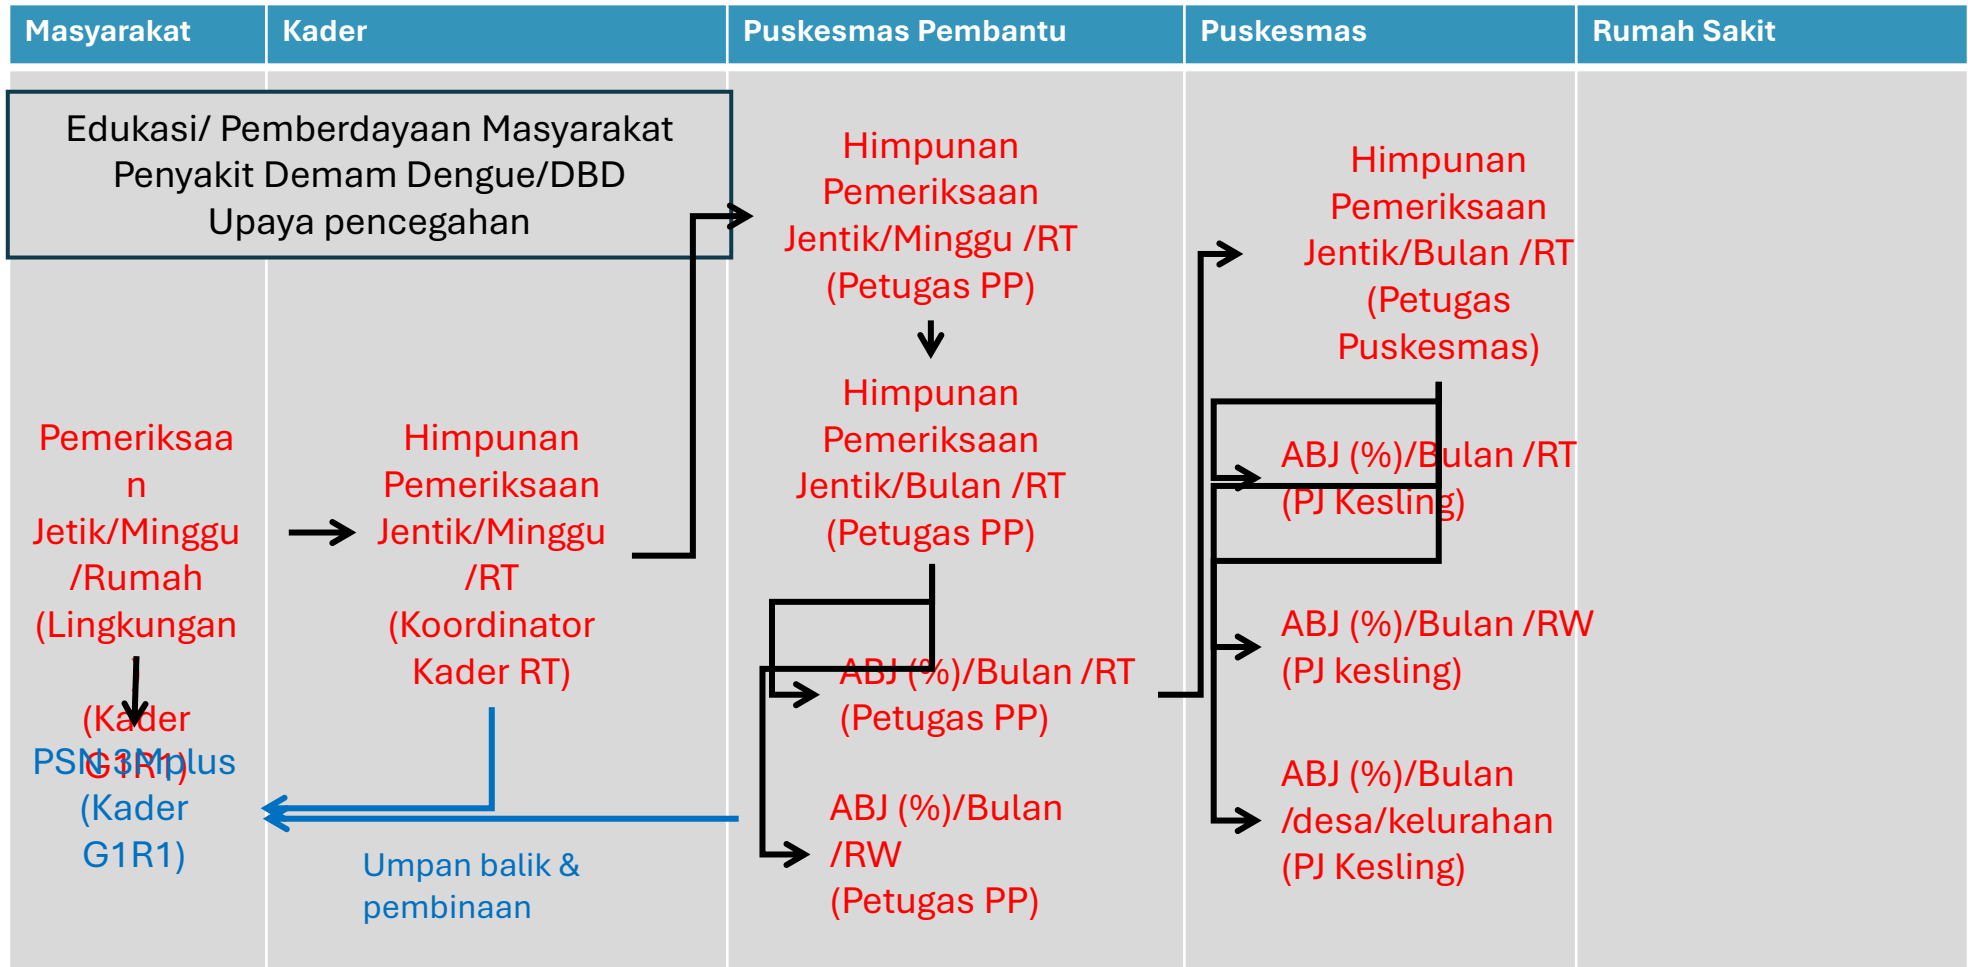 Masyarakat
Kader
Puskesmas Pembantu
Puskesmas
Rumah Sakit
Edukasi/ Pemberdayaan Masyarakat
Penyakit Demam Dengue/DBD
Upaya pencegahan
Pemeriksaa
n
Jetik/Minggu
/Rumah
(Lingkungan
(Kader
G1R1)
PSN 3Mplus
(Kader
G1R1)
Himpunan
Pemeriksaan
Jentik/Minggu
/RT
(Koordinator
Kader RT)
Umpan balik &
pembinaan
Himpunan
Pemeriksaan
Jentik/Minggu /RT
(Petugas PP)
Himpunan
Pemeriksaan
Jentik/Bulan /RT
(Petugas PP)
ABJ (%)/Bulan /RT
(Petugas PP)
ABJ (%)/Bulan
/RW
(Petugas PP)
Himpunan
Pemeriksaan
Jentik/Bulan /RT
(Petugas
Puskesmas)
ABJ (%)/Bulan /RT
(PJ Kesling)
ABJ (%)/Bulan /RW
(PJ kesling)
ABJ (%)/Bulan
/desa/kelurahan
(PJ Kesling)